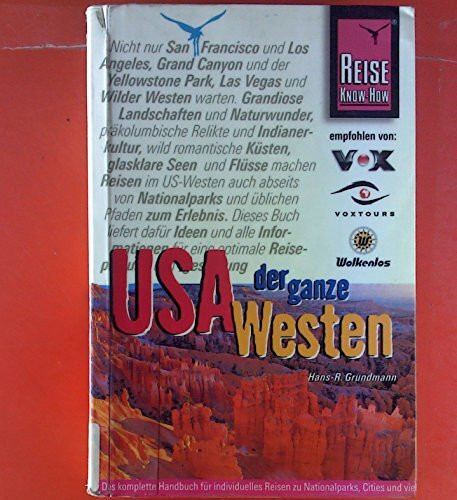 Nicht nur San Francisco und Los
Angeles, Grand Canyon und der
Yellowstone Park, Las Vegas und
Wilder Westen warten. Grandiose
Landschaften und Naturwunder,
präkolumbische Relikte und Indianer-
kultur, wild romantische Küsten,
glasklare Seen und Flüsse machen
Reisen im US-Westen auch abseits
von Nationalparks und üblichen
Pfaden zum Erlebnis. Dieses Buch
liefert dafür Ideen und alle Infor-
mationen für eine optimale Reise-
REISE
KNOW-HOW
®
empfohlen von:
VOX
VOXTOURS
Wolkenlos
USA der ganze
Westen
Hans-R. Grundmann
Das komplette Handbuch für individuelles Reisen zu Nationalparks, Cities und vie